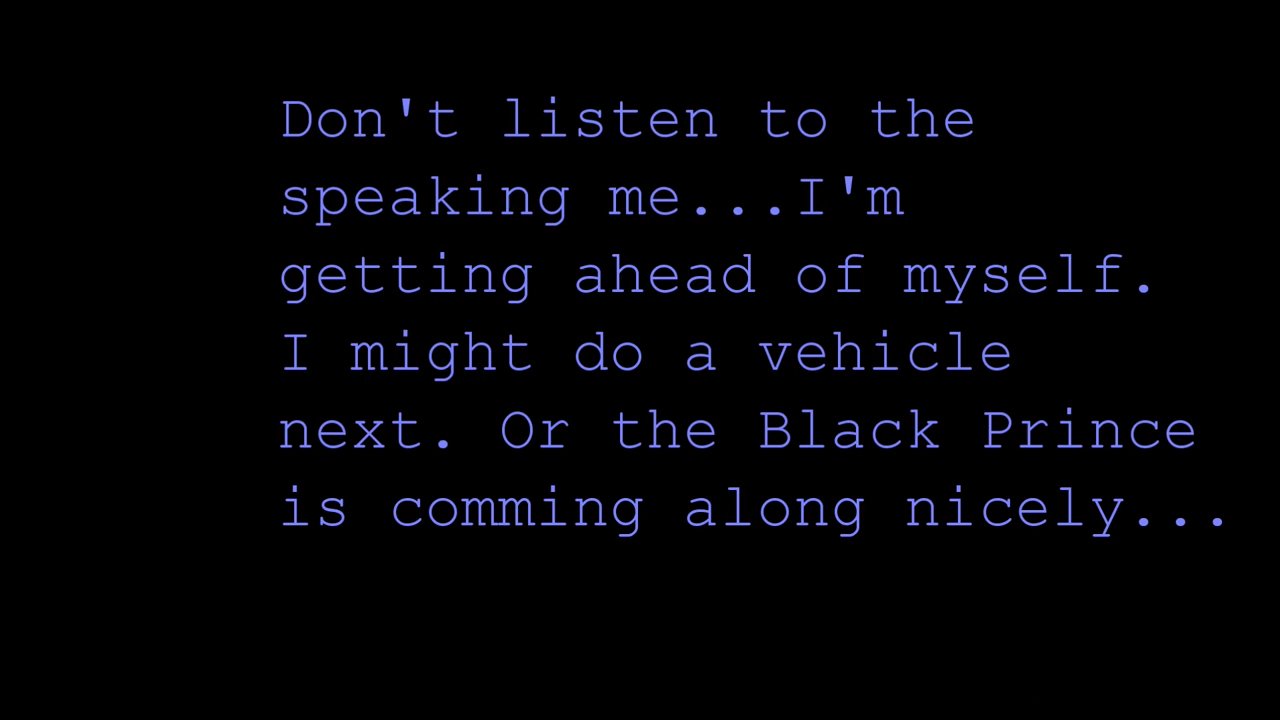 Don't listen to the
speaking me...I'm
getting ahead of myself.
I might do a vehicle
next. Or the Black Prince
is comming along nicely...